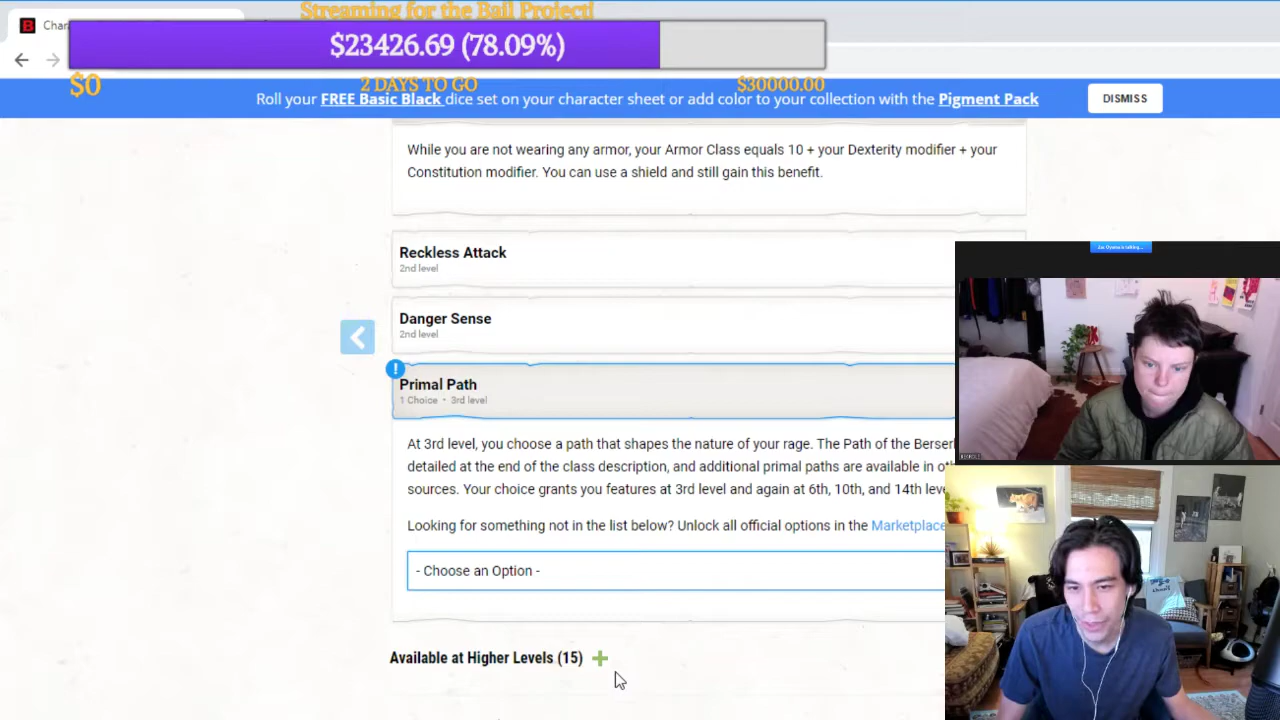 Streaming for the Bail Project!
Char
$23426.69 (78.09%)
$0
2 DAYS TO GO
$30000.00
Roll your FREE Basic Black dice set on your character sheet or add color to your collection with the Pigment Pack
DISMISS
While you are not wearing any armor, your Armor Class equals 10 + your Dexterity modifier + your
Constitution modifier. You can use a shield and still gain this benefit.
Reckless Attack
2nd level
Danger Sense
2nd level
!
Primal Path
1 Choice • 3rd level
At 3rd level, you choose a path that shapes the nature of your rage. The Path of the Berser
detailed at the end of the class description, and additional primal paths are available in ot
sources. Your choice grants you features at 3rd level and again at 6th, 10th, and 14th leve
Looking for something not in the list below? Unlock all official options in the Marketplace
- Choose an Option -
Available at Higher Levels (15)